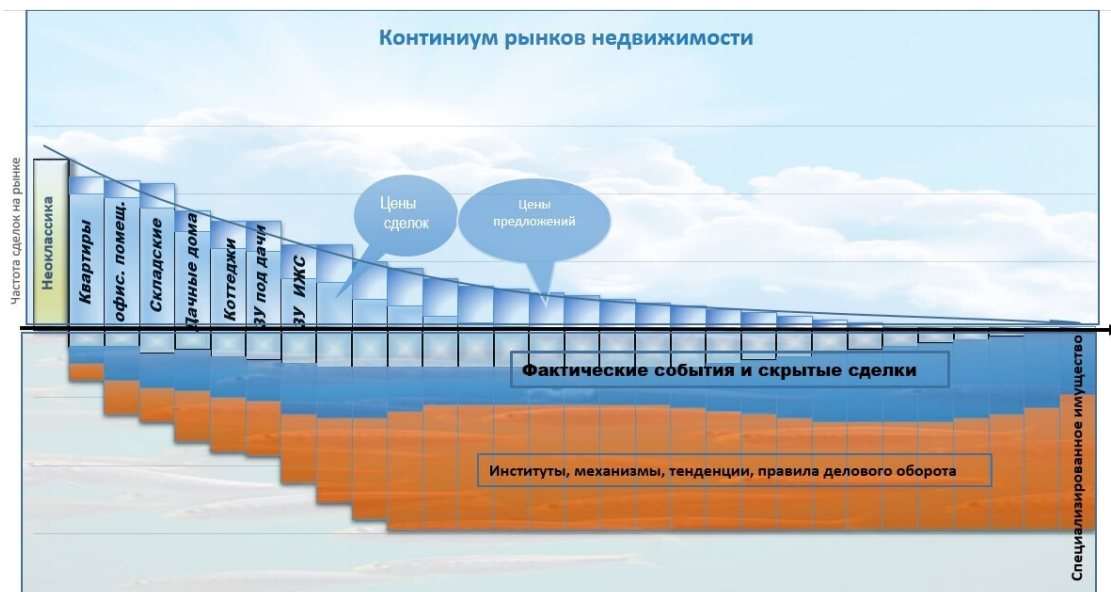 Континиум рынков недвижимости
Частота сделок на рынке
Неоклассика
Квартиры
офис. помещ.
Складские
Дачные дома
Коттеджи
ЗУ под дачи
ЗУ ИЖС
Цены
сделок
Цены
предложений
Фактические события и скрытые сделки
Институты, механизмы, тенденции, правила делового оборота
Специализированное имущество